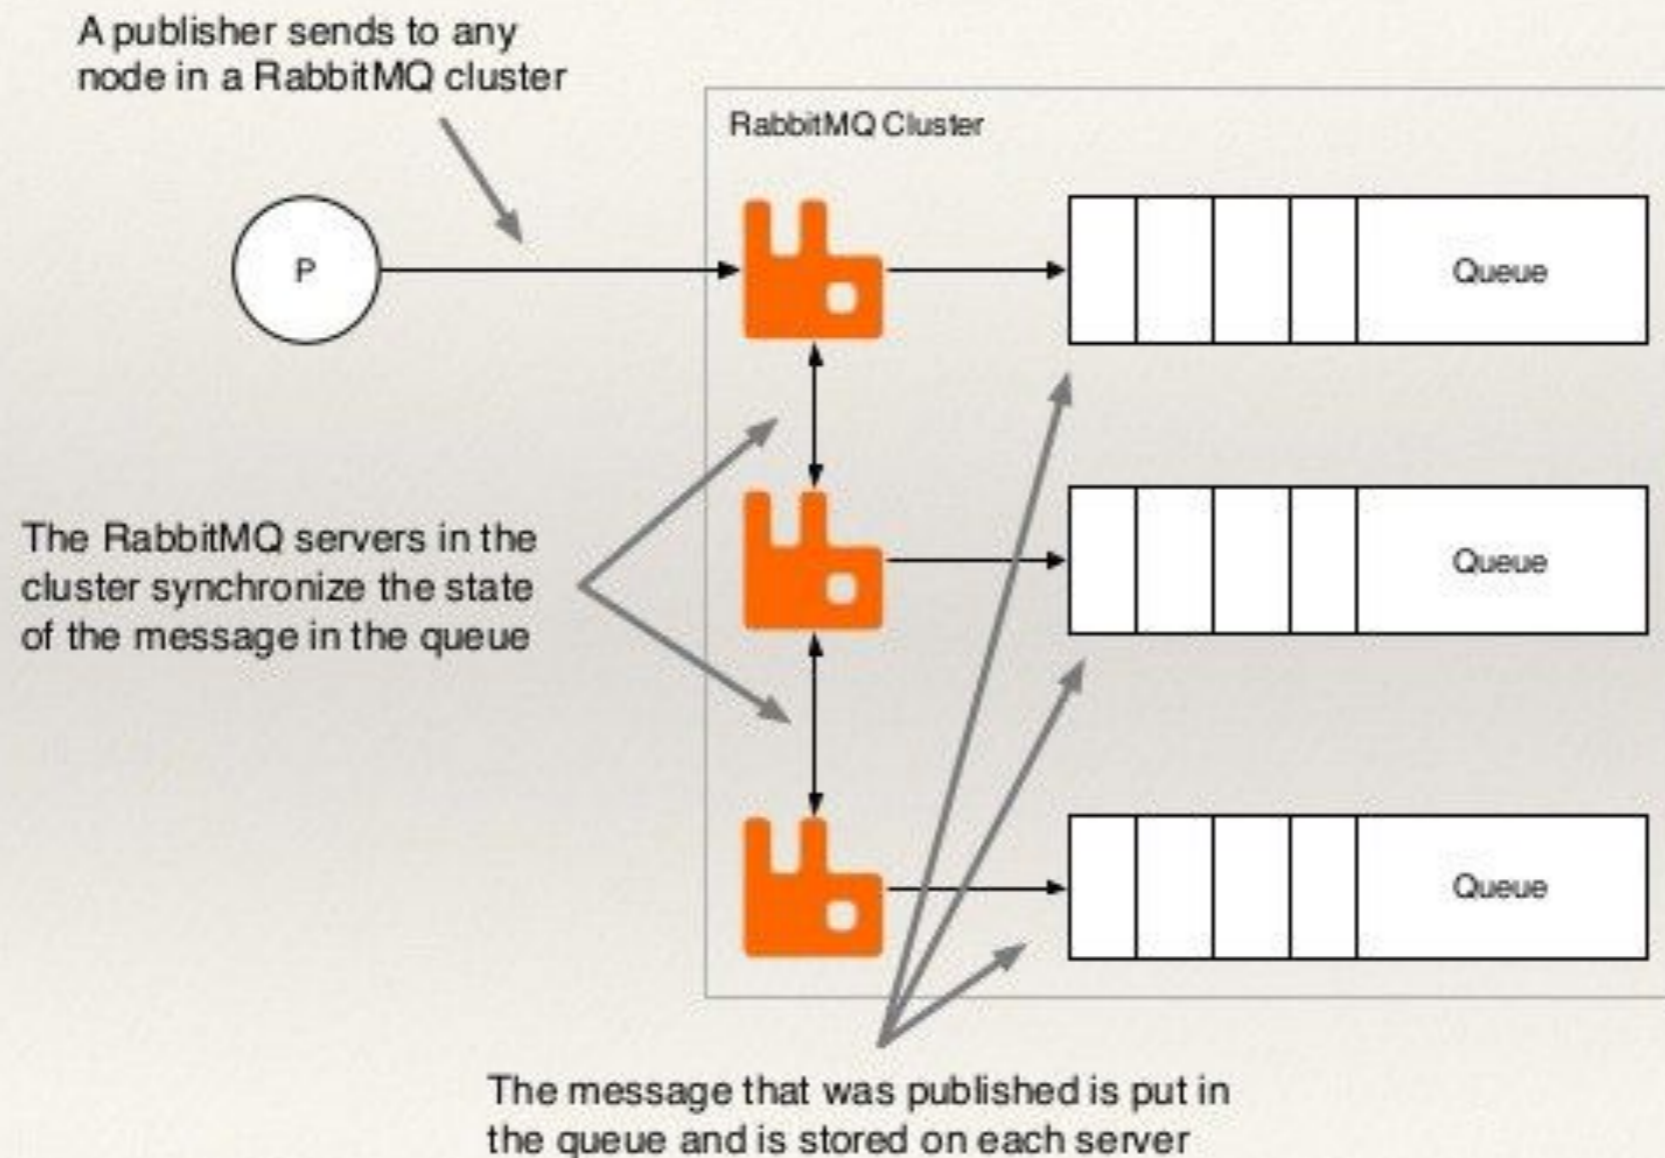 A publisher sends to any
node in a RabbitMQ cluster
RabbitMQ Cluster
P
Queue
The RabbitMQ servers in the
cluster synchronize the state
of the message in the queue
Queue
Queue
The message that was published is put in
the queue and is stored on each server